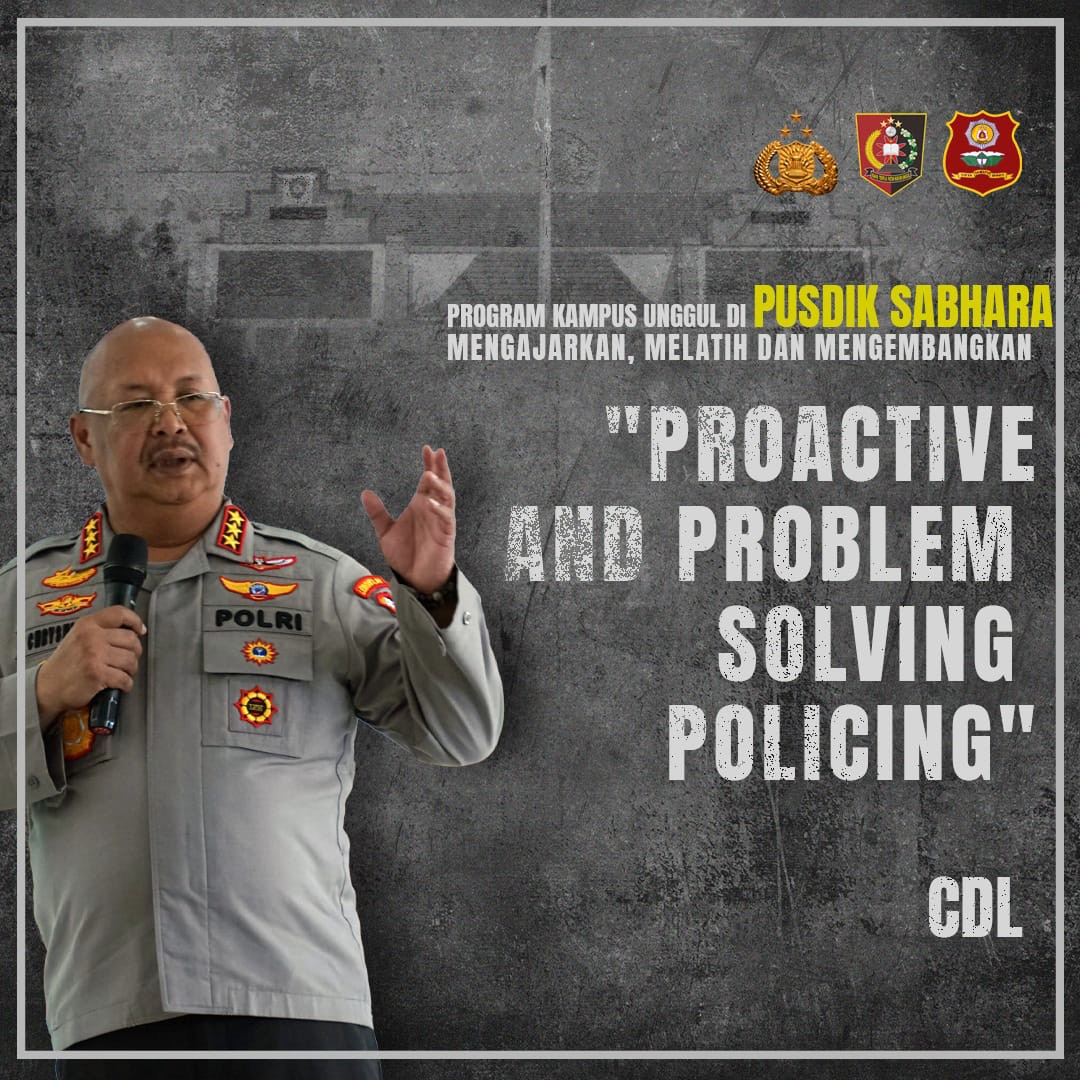 PROGRAM KAMPUS UNGGUL DI PUSDIK SABHARA
MENGAJARKAN, MELATIH DAN MENGEMBANGKAN
"PROACTIVE
AND PROBLEM
SOLVING
POLICING"
CDL
POLRI